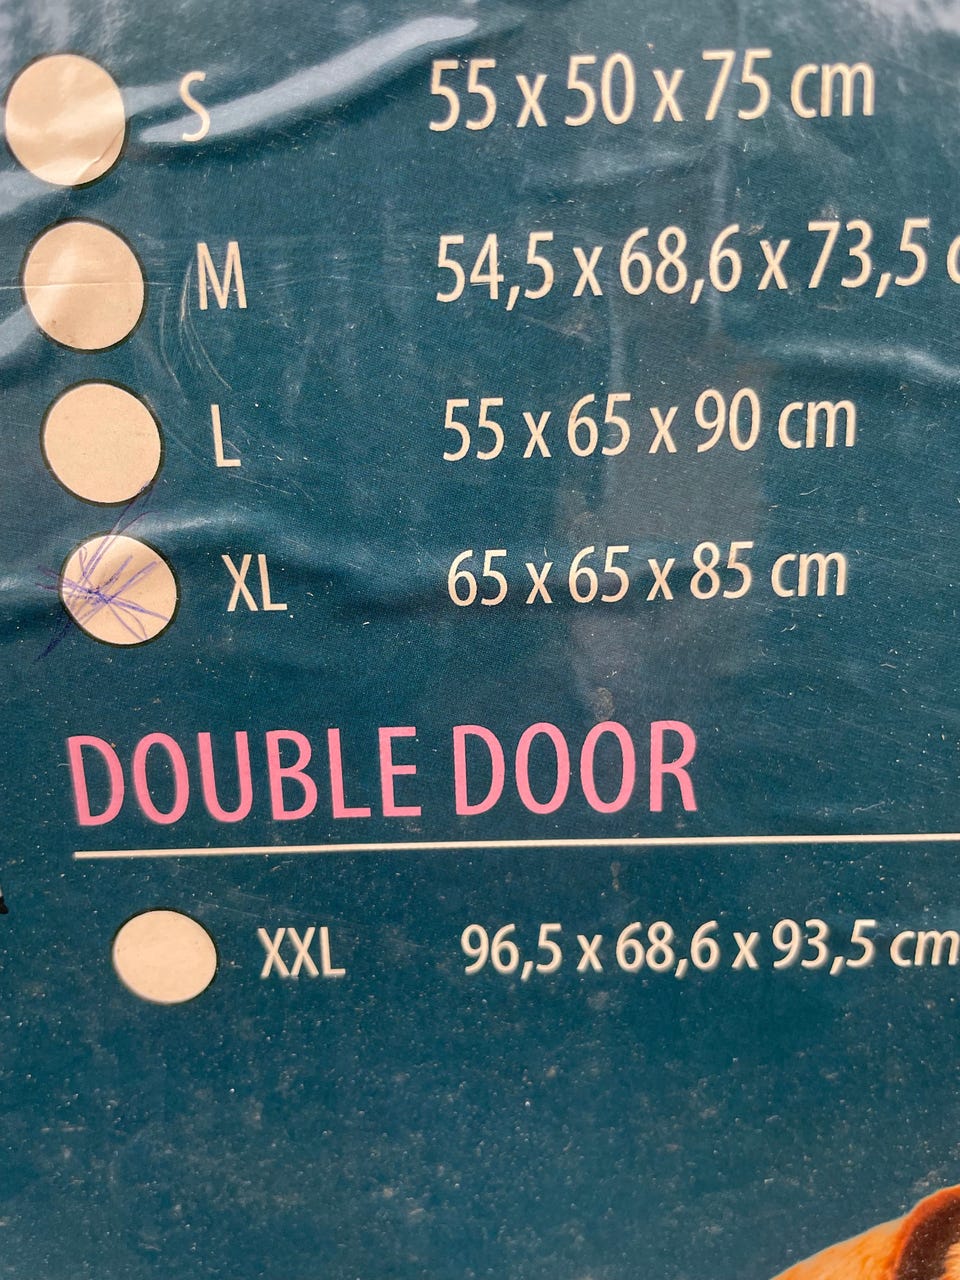 S 55 x 50 x 75 cm
M 54,5 x 68,6 x 73,5 c
L 55 x 65 x 90 cm
XL 65 x 65 x 85 cm
DOUBLE DOOR
XXL 96,5 x 68,6 x 93,5 cm